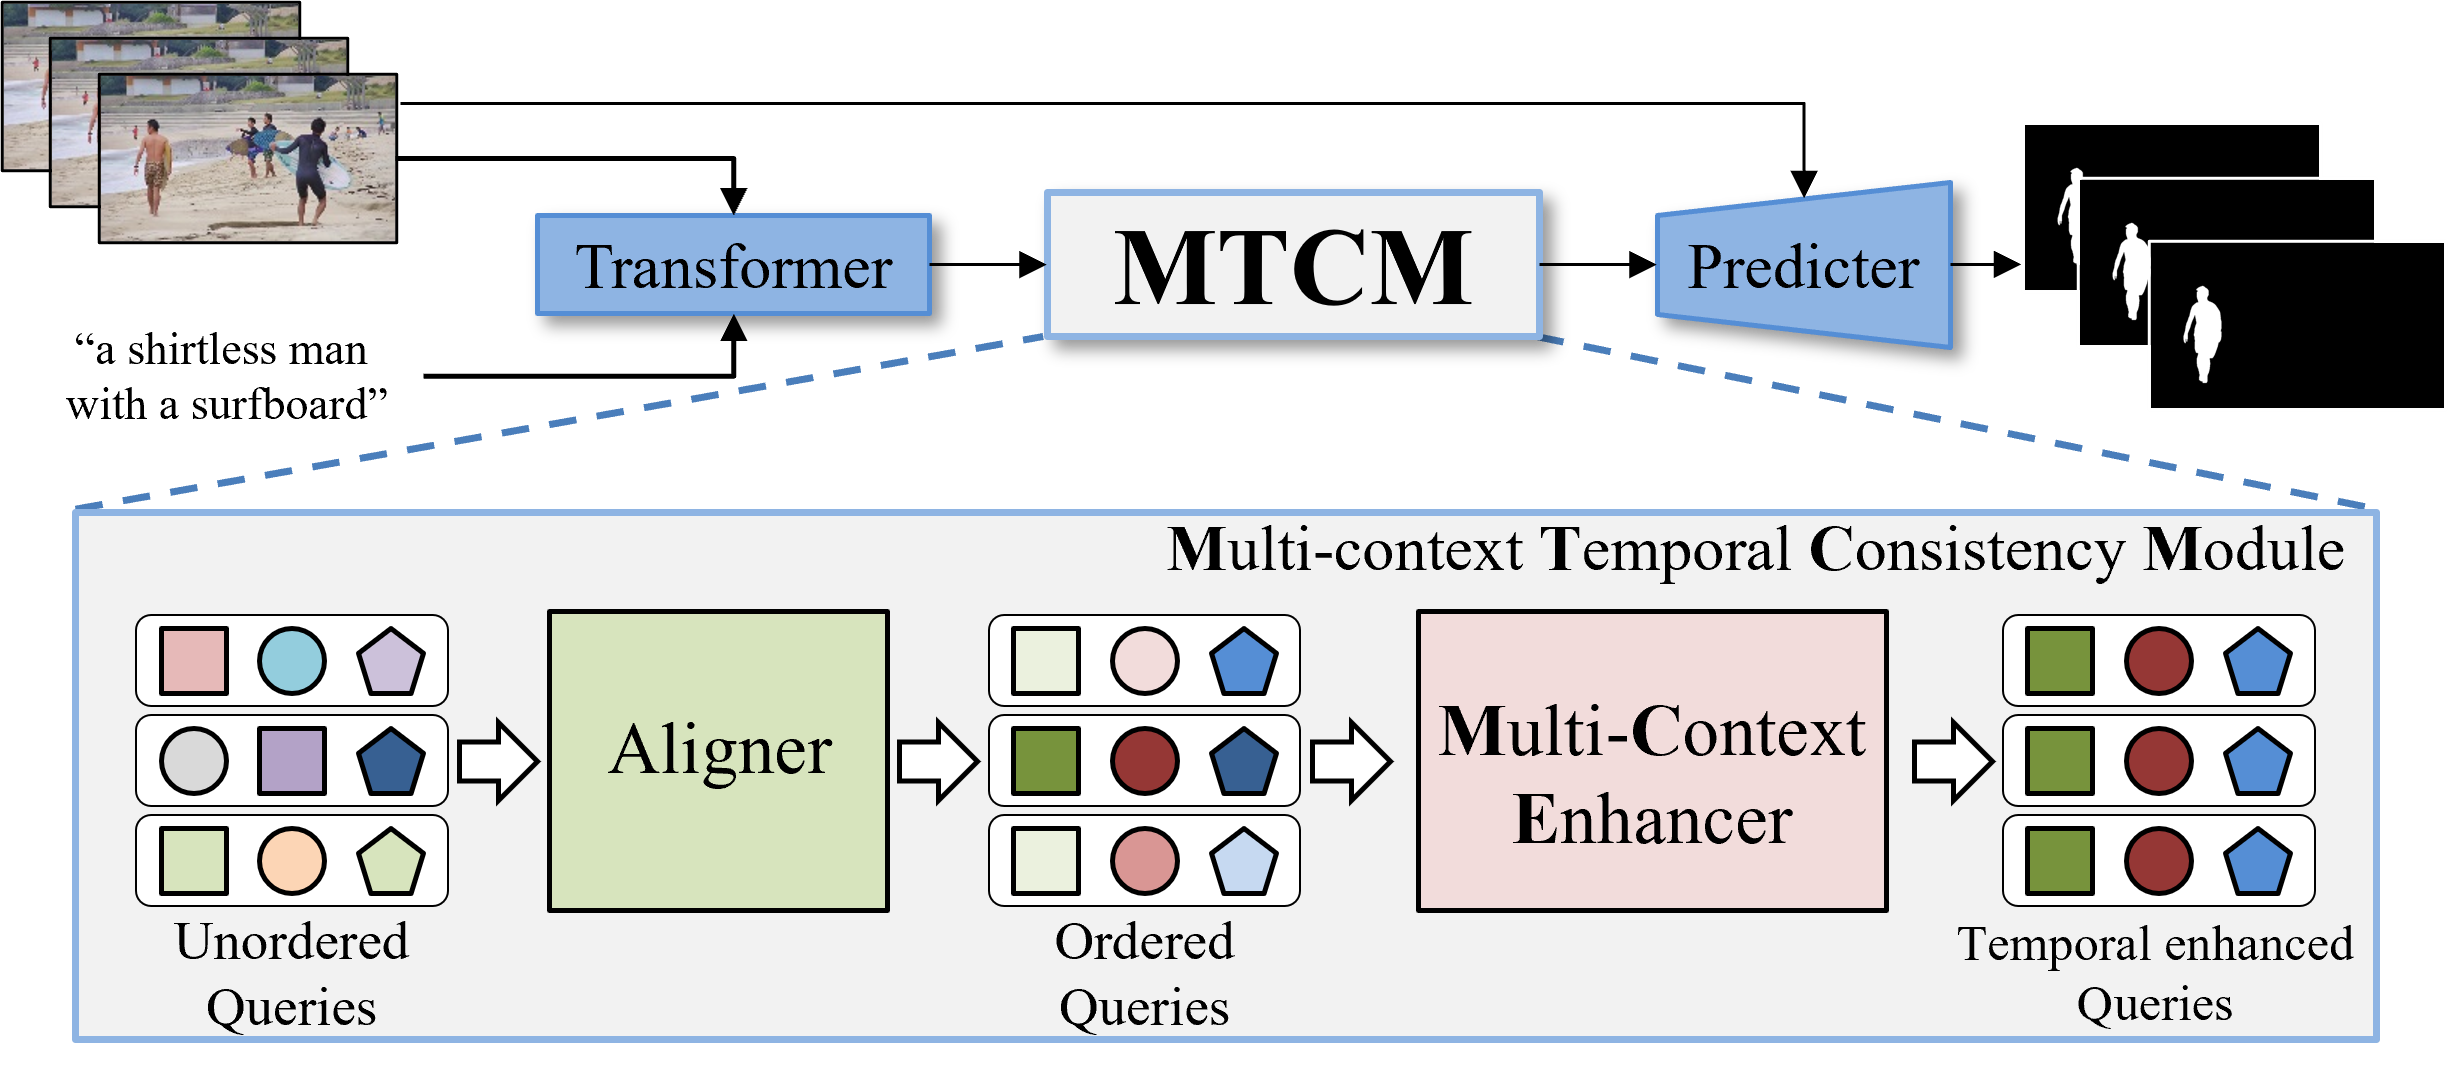 Transformer
MTCM
Predicter
“a shirtless man
with a surfboard”
Multi-context Temporal Consistency Module
Aligner
Multi-Context
Enhancer
Unordered
Queries
Ordered
Queries
Temporal enhanced
Queries